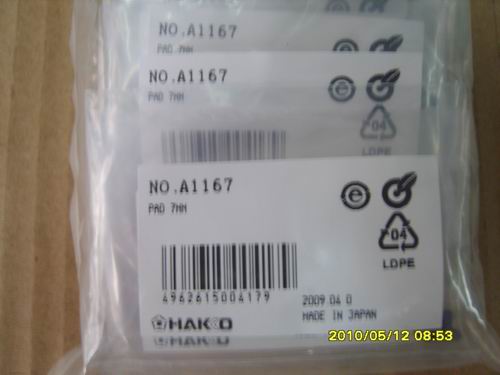 NO.A1167
PAD 7MM
NO.A1167
PAD 7MM
e
04
LDPE
NO.A1167
PAD 7MM
e
04
LDPE
4962615004179
2009.04 0
MADE IN JAPAN
HAKKO
HAKKO
2010/05/12 08:53